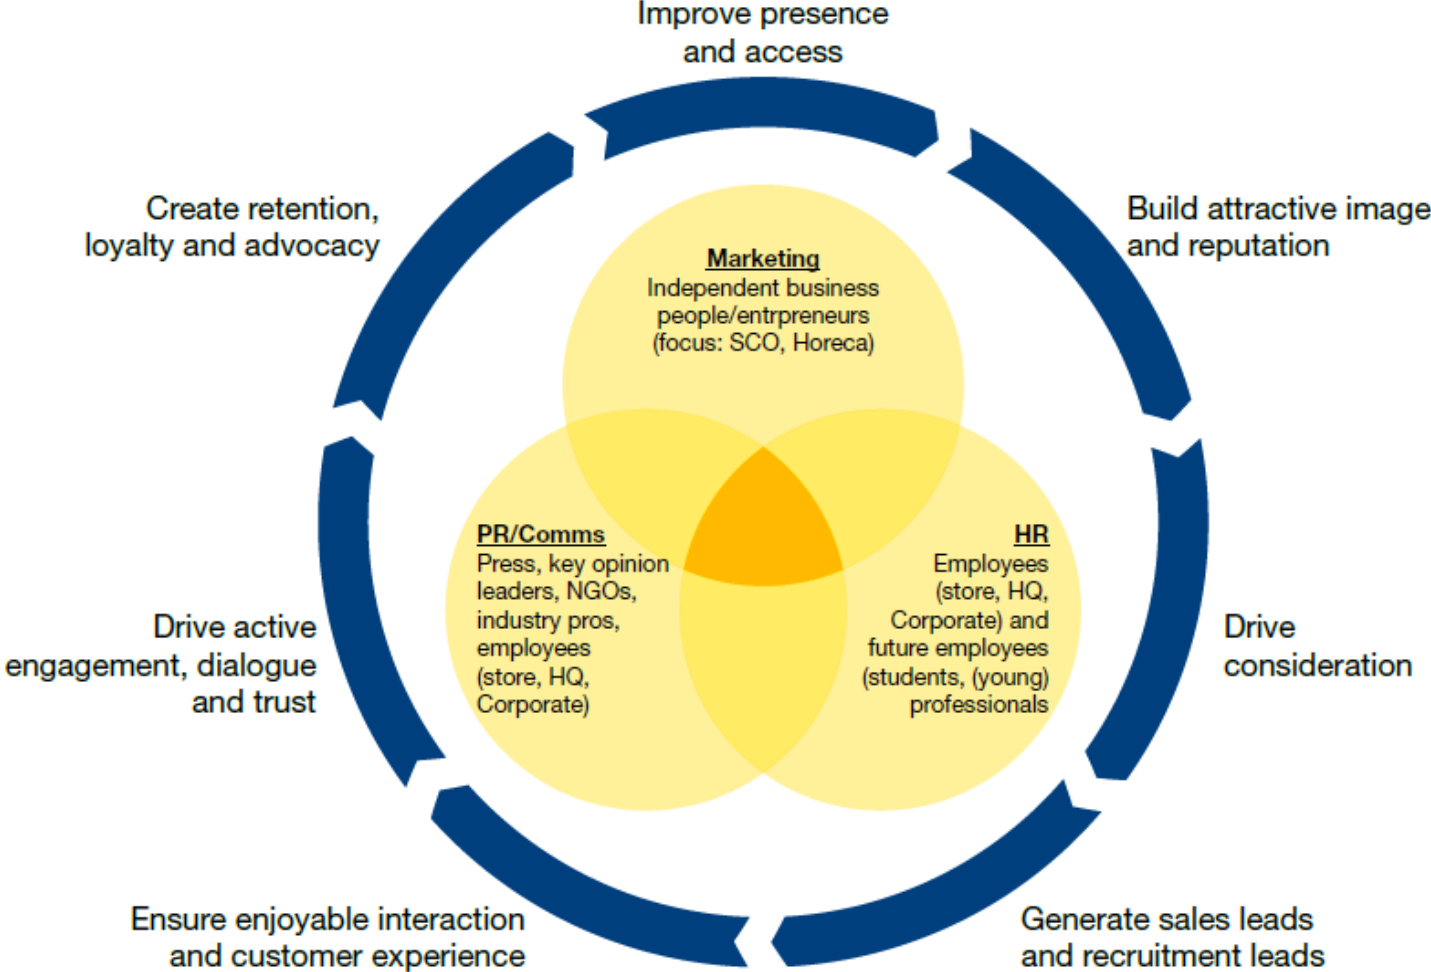 Improve presence
and access
Build attractive image
and reputation
Drive
consideration
Generate sales leads
and recruitment leads
Ensure enjoyable interaction
and customer experience
Drive active
engagement, dialogue
and trust
Create retention,
loyalty and advocacy
Marketing
Independent business
people/entrpreneurs
(focus: SCO, Horeca)
PR/Comms
Press, key opinion
leaders, NGOs,
industry pros,
employees
(store, HQ,
Corporate)
HR
Employees
(store, HQ,
Corporate) and
future employees
(students, (young)
professionals